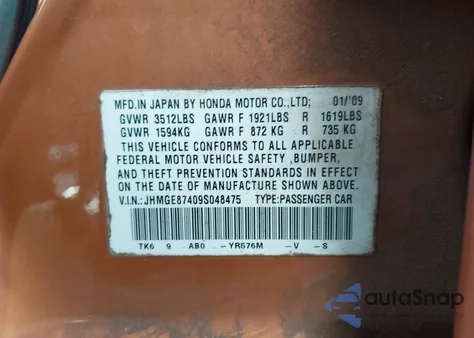 MFD.IN JAPAN BY HONDA MOTOR CO.,LTD; 01/'09
GVWR 3512LBS GAWR F 1921LBS R 1619LBS
GVWR 1594KG GAWR F 872 KG R 735 KG
THIS VEHICLE CONFORMS TO ALL APPLICABLE
FEDERAL MOTOR VEHICLE SAFETY ,BUMPER,
AND THEFT PREVENTION STANDARDS IN EFFECT
ON THE DATE OF MANUFACTURE SHOWN ABOVE.
V.I.N.: JHMGE87409S048475 TYPE:PASSENGER CAR
TK6 9 AB0 -YR576M -V -S
autaSnap